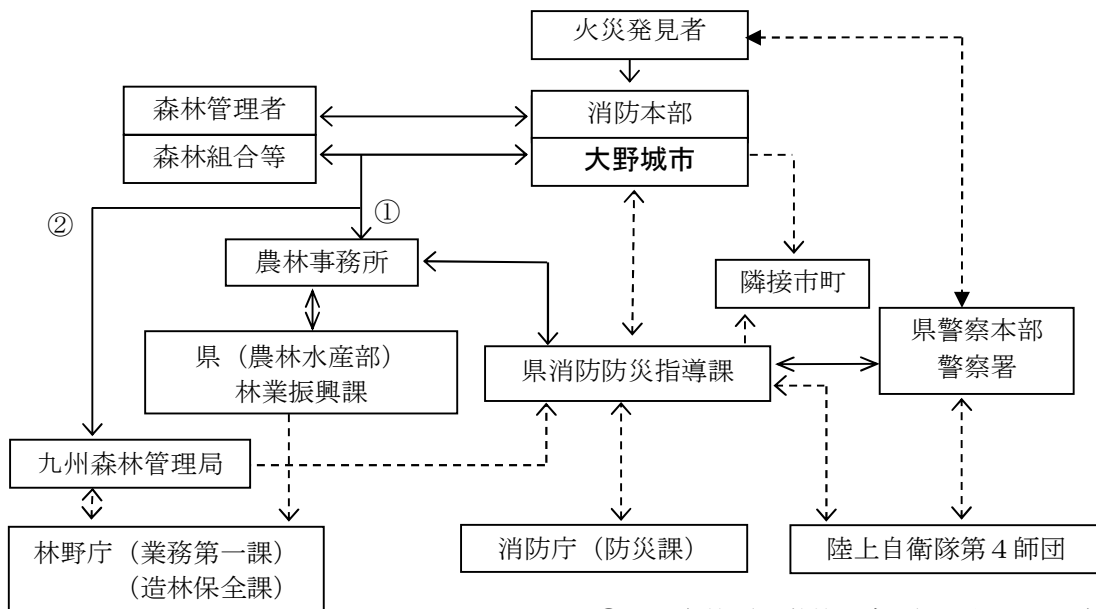 火災発見者
森林管理者
消防本部
森林組合等
大野城市
②
①
農林事務所
隣接市町
県（農林水産部）
林業振興課
県消防防災指導課
県警察本部
警察署
九州森林管理局
林野庁（業務第一課）
（造林保全課）
消防庁（防災課）
陸上自衛隊第４師団